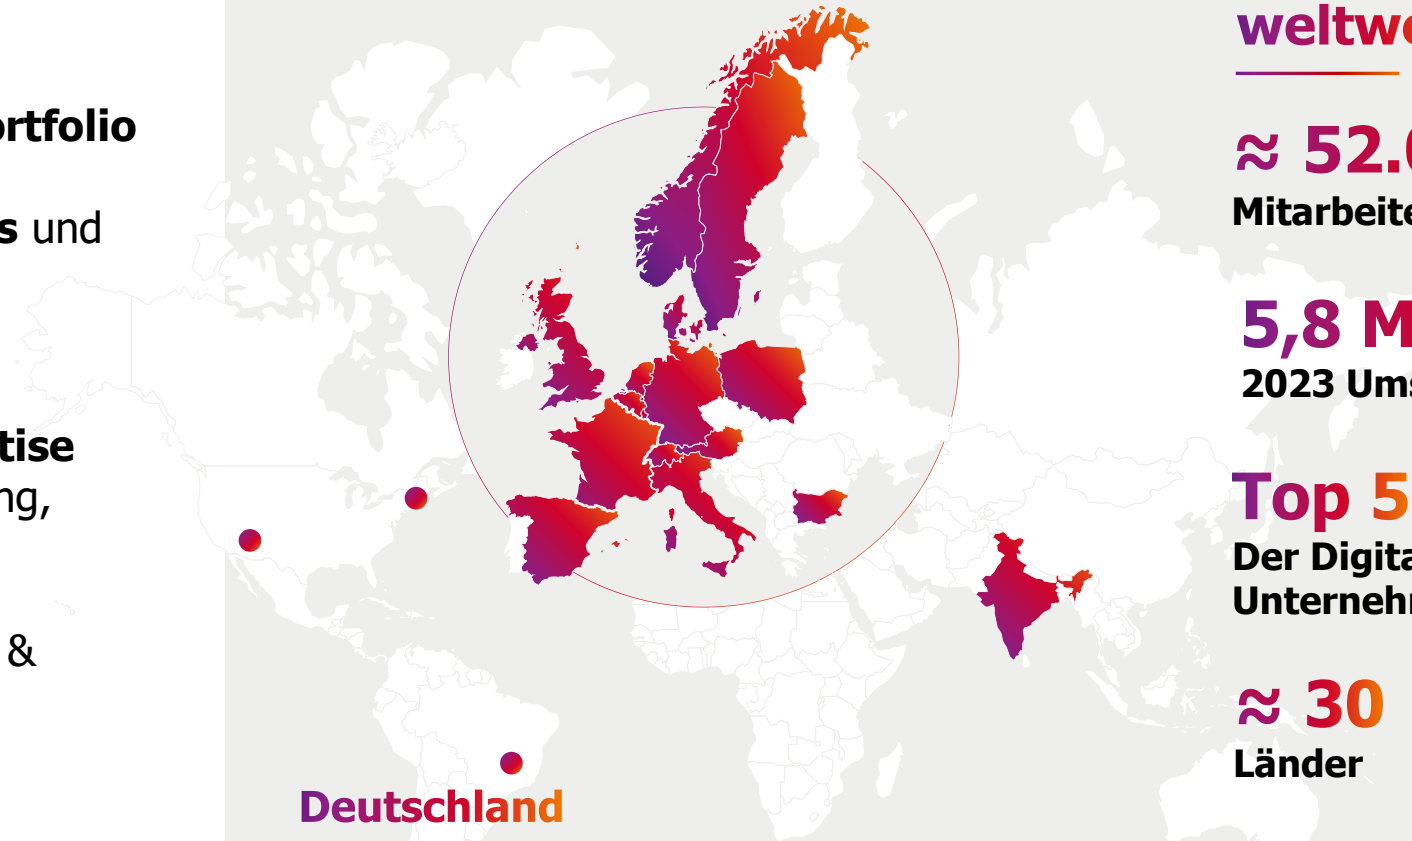 ortfolio
s und
tise
ng,
&
Deutschland
weltwe
≈ 52.0
Mitarbeite
5,8 M
2023 Ums
Top 5
Der Digita
Unternehm
≈ 30
Länder